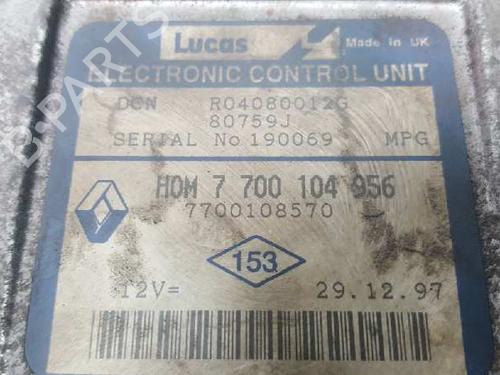 Lucas Made in UK
ELECTRONIC CONTROL UNIT
DCN R04080012G
80759J
SERIAL No 190069 MPG
HOM 7 700 104 956
7700108570
153
12V= 29.12.97
B-PARTS